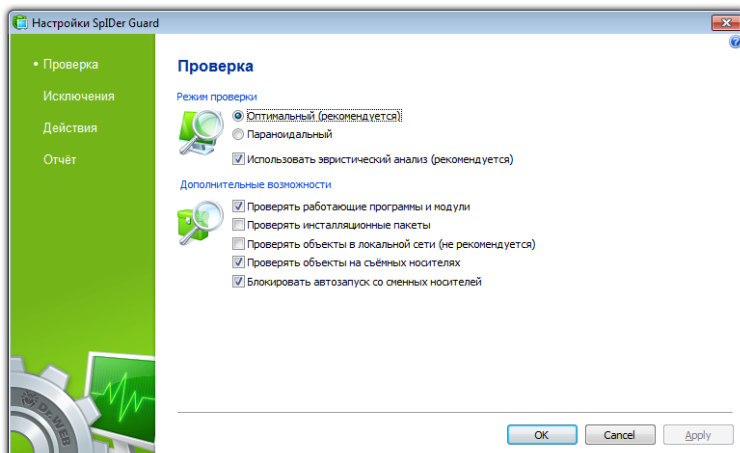 Настройки SpIDer Guard
• Проверка
Исключения
Действия
Отчёт
Проверка
Режим проверки
Оптимальный (рекомендуется)
Параноидальный
Использовать эвристический анализ (рекомендуется)
Дополнительные возможности
Проверять работающие программы и модули
Проверять инсталляционные пакеты
Проверять объекты в локальной сети (не рекомендуется)
Проверять объекты на съёмных носителях
Блокировать автозапуск со сменных носителей
Dr.WEB
OK
Cancel
Apply